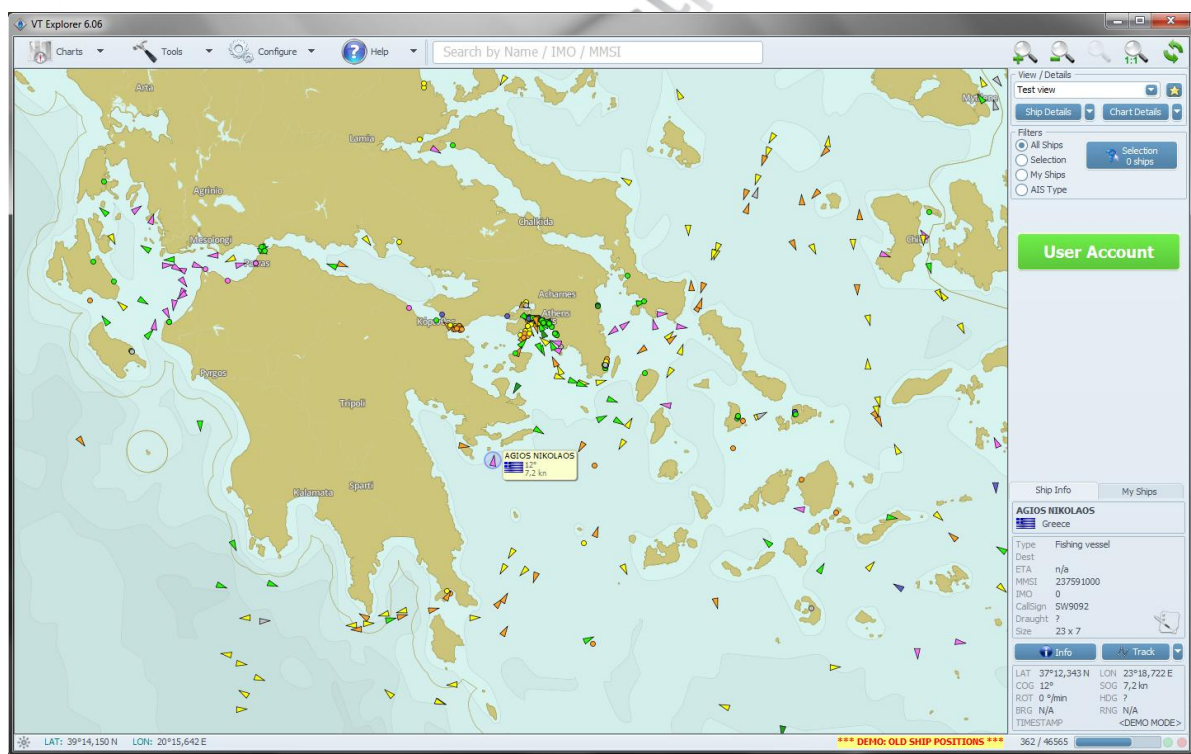 VT Explorer 6.06
Charts
Tools
Configure
Help
Search by Name / IMO / MMSI
1:1
View / Details
Test view
Ship Details
Chart Details
Filters
All Ships
Selection
My Ships
AIS Type
Selection
0 ships
User Account
Arta
Lamia
Agrinio
Mesolongi
Patras
Chalkida
Acharnes
Athens
Pyrgos
Tripoli
Kalamata
Sparti
AGIOS NIKOLAOS
12°
7,2 kn
Ship Info
My Ships
AGIOS NIKOLAOS
Greece
Type Fishing vessel
Dest
ETA n/a
MMSI 237591000
IMO 0
CallSign SW9092
Draught ?
Size 23 x 7
Info
Track
LAT 37°12,343 N LON 23°18,722 E
COG 12° SOG 7,2 kn
ROT 0 °/min HDG ?
BRG N/A RNG N/A
TIMESTAMP <DEMO MODE>
LAT: 39°14,150 N LON: 20°15,642 E
*** DEMO: OLD SHIP POSITIONS ***
362 / 46565